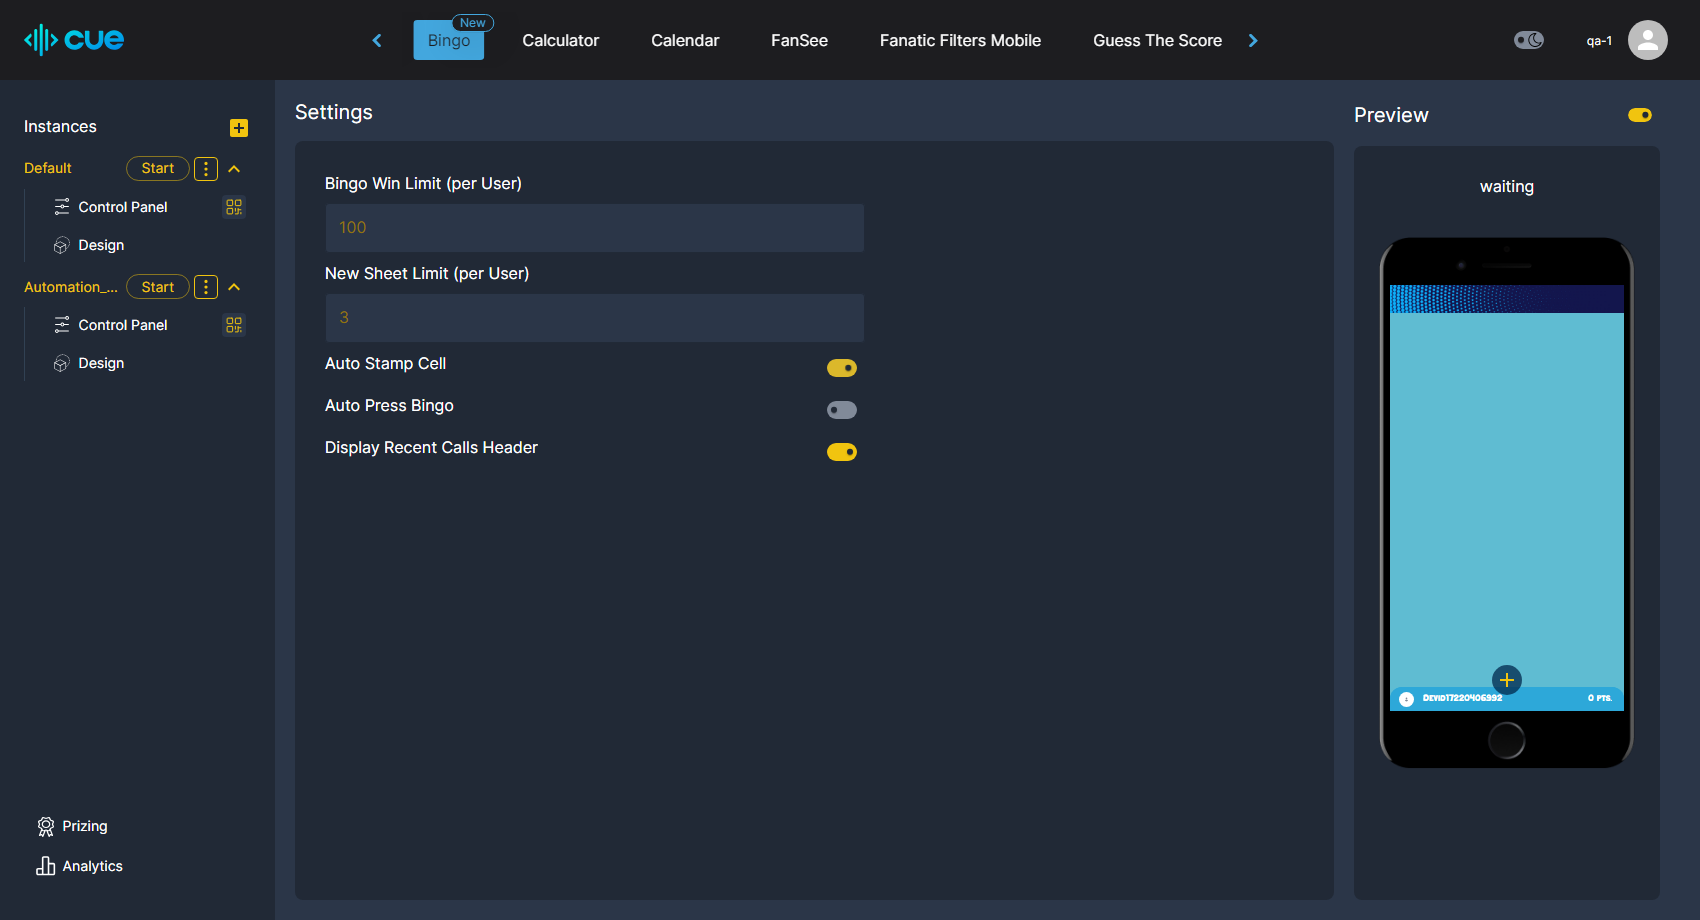 cue
New
Bingo
Calculator
Calendar
FanSee
Fanatic Filters Mobile
Guess The Score
qa-1
Instances
Default
Start
Control Panel
Design
Automation_...
Start
Control Panel
Design
Prizing
Analytics
Settings
Bingo Win Limit (per User)
100
New Sheet Limit (per User)
3
Auto Stamp Cell
Auto Press Bingo
Display Recent Calls Header
Preview
waiting
DEVID17220406992
0 PTS.